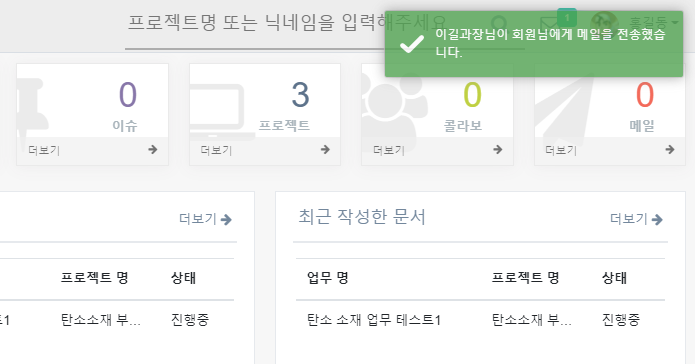 프로젝트명 또는 닉네임을 입력해주세요
1
홍길동
이길과장님이 회원님에게 메일을 전송했습
니다.
0
이슈
더보기
3
프로젝트
더보기
0
콜라보
더보기
0
메일
더보기
더보기
프로젝트 명
상태
트1
탄소소재 부...
진행중
최근 작성한 문서
더보기
업무 명
프로젝트 명
상태
탄소 소재 업무 테스트1
탄소소재 부...
진행중